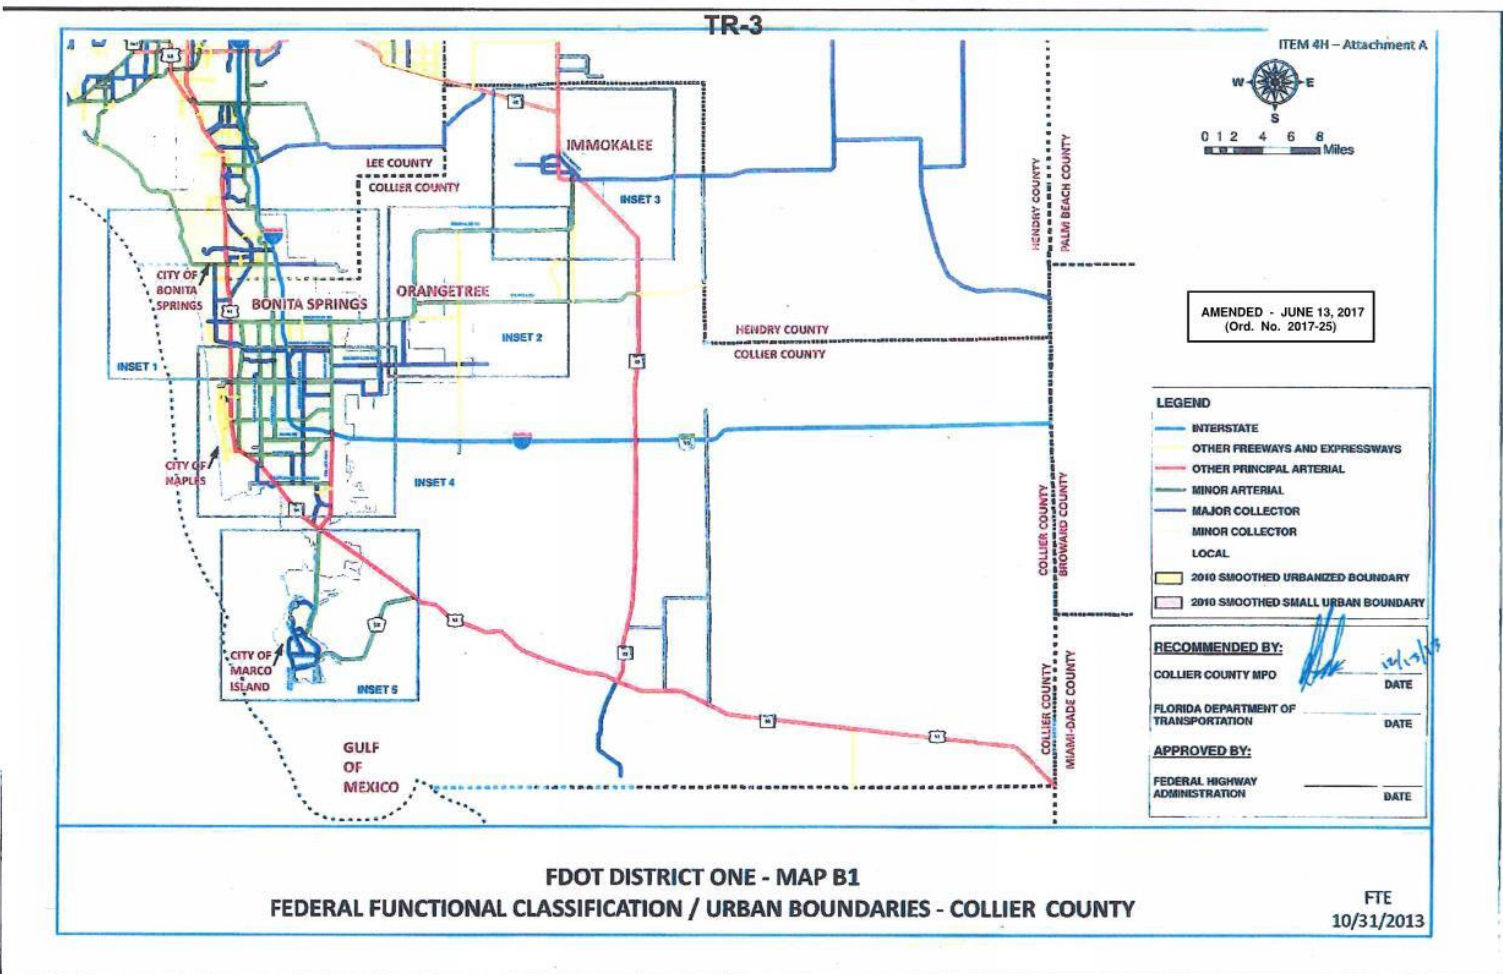 TR-3
ITEM 4H – Attachment A
W
E
S
0 1 2 4 6 8
Miles
IMMOKALEE
LEE COUNTY
COLLIER COUNTY
INSET 3
HENDRY COUNTY
PALM BEACH COUNTY
CITY OF
BONITA
SPRINGS
BONITA SPRINGS
ORANGETREE
INSET 2
INSET 1
HENDRY COUNTY
COLLIER COUNTY
AMENDED - JUNE 13, 2017
(Ord. No. 2017-25)
LEGEND
INTERSTATE
OTHER FREEWAYS AND EXPRESSWAYS
OTHER PRINCIPAL ARTERIAL
MINOR ARTERIAL
MAJOR COLLECTOR
MINOR COLLECTOR
LOCAL
2010 SMOOTHED URBANIZED BOUNDARY
2010 SMOOTHED SMALL URBAN BOUNDARY
CITY OF
NAPLES
INSET 4
COLLIER COUNTY
BROWARD COUNTY
CITY OF
MARCO
ISLAND
INSET 5
COLLIER COUNTY
MIAMI-DADE COUNTY
GULF
OF
MEXICO
RECOMMENDED BY:
COLLIER COUNTY MPO
12/13/13
DATE
FLORIDA DEPARTMENT OF
TRANSPORTATION
DATE
APPROVED BY:
FEDERAL HIGHWAY
ADMINISTRATION
DATE
FDOT DISTRICT ONE - MAP B1
FEDERAL FUNCTIONAL CLASSIFICATION / URBAN BOUNDARIES - COLLIER COUNTY
FTE
10/31/2013